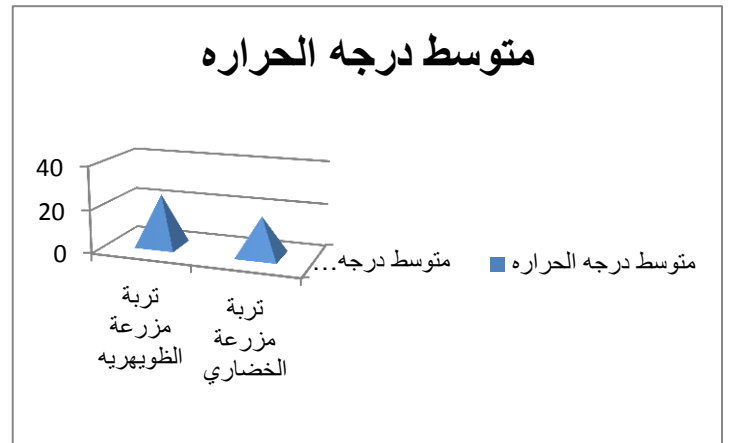 متوسط درجه الحراره
40
20
0
متوسط درجه...
متوسط درجه الحراره
تربة
مزرعة
الظويهريه
تربة
مزرعة
الخضاري